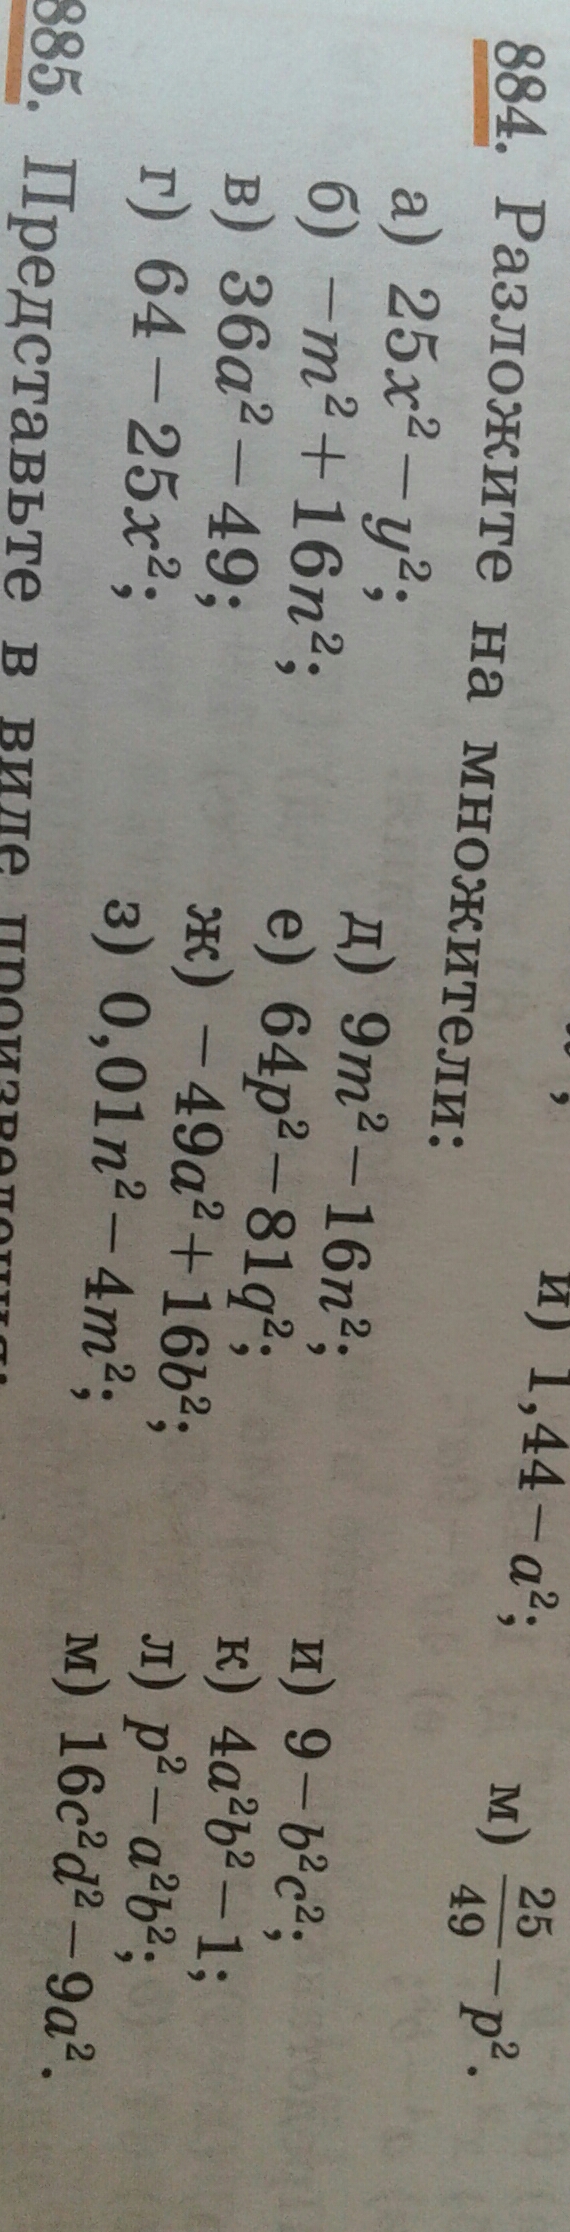 и) 1,44 − a²; м) 25/49 − p².
884. Разложите на множители:
а) 25x² − y²; д) 9m² − 16n²; и) 9 − b²c²;
б) −m² + 16n²; е) 64p² − 81q²; к) 4a²b² − 1;
в) 36a² − 49; ж) −49a² + 16b²; л) p² − a²b²;
г) 64 − 25x²; з) 0,01n² − 4m²; м) 16c²d² − 9a².
885. Представьте в виде произведения: